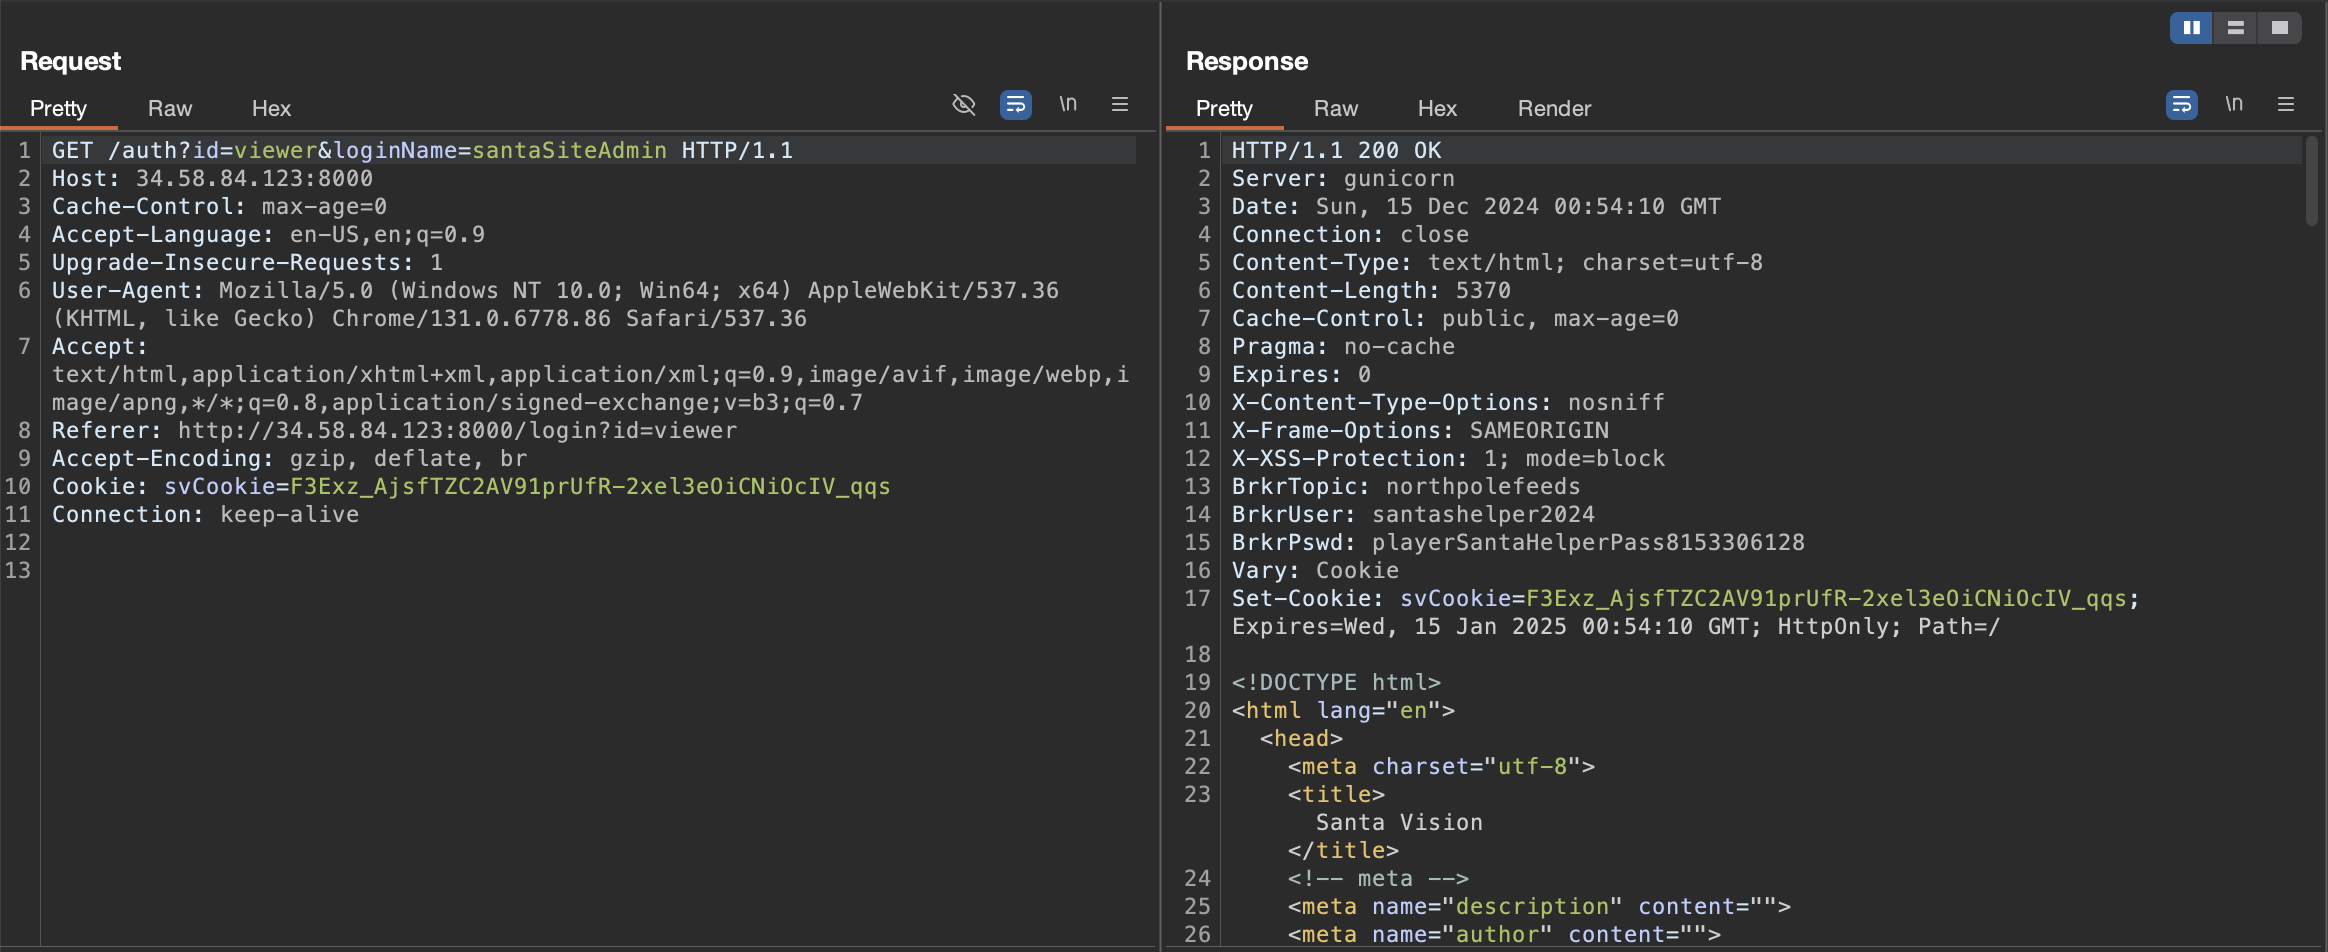 Request
Pretty Raw Hex \n
1 GET /auth?id=viewer&loginName=santaSiteAdmin HTTP/1.1
2 Host: 34.58.84.123:8000
3 Cache-Control: max-age=0
4 Accept-Language: en-US,en;q=0.9
5 Upgrade-Insecure-Requests: 1
6 User-Agent: Mozilla/5.0 (Windows NT 10.0; Win64; x64) AppleWebKit/537.36
(KHTML, like Gecko) Chrome/131.0.6778.86 Safari/537.36
7 Accept:
text/html,application/xhtml+xml,application/xml;q=0.9,image/avif,image/webp,i
mage/apng,*/*;q=0.8,application/signed-exchange;v=b3;q=0.7
8 Referer: http://34.58.84.123:8000/login?id=viewer
9 Accept-Encoding: gzip, deflate, br
10 Cookie: svCookie=F3Exz_AjsfTZC2AV91prUfR-2xel3eOiCNiOcIV_qqs
11 Connection: keep-alive
12
13
Response
Pretty Raw Hex Render \n
1 HTTP/1.1 200 OK
2 Server: gunicorn
3 Date: Sun, 15 Dec 2024 00:54:10 GMT
4 Connection: close
5 Content-Type: text/html; charset=utf-8
6 Content-Length: 5370
7 Cache-Control: public, max-age=0
8 Pragma: no-cache
9 Expires: 0
10 X-Content-Type-Options: nosniff
11 X-Frame-Options: SAMEORIGIN
12 X-XSS-Protection: 1; mode=block
13 BrkrTopic: northpolefeeds
14 BrkrUser: santashelper2024
15 BrkrPswd: playerSantaHelperPass8153306128
16 Vary: Cookie
17 Set-Cookie: svCookie=F3Exz_AjsfTZC2AV91prUfR-2xel3eOiCNiOcIV_qqs;
Expires=Wed, 15 Jan 2025 00:54:10 GMT; HttpOnly; Path=/
18
19 <!DOCTYPE html>
20 <html lang="en">
21 <head>
22 <meta charset="utf-8">
23 <title>
Santa Vision
</title>
24 <!-- meta -->
25 <meta name="description" content="">
26 <meta name="author" content="">